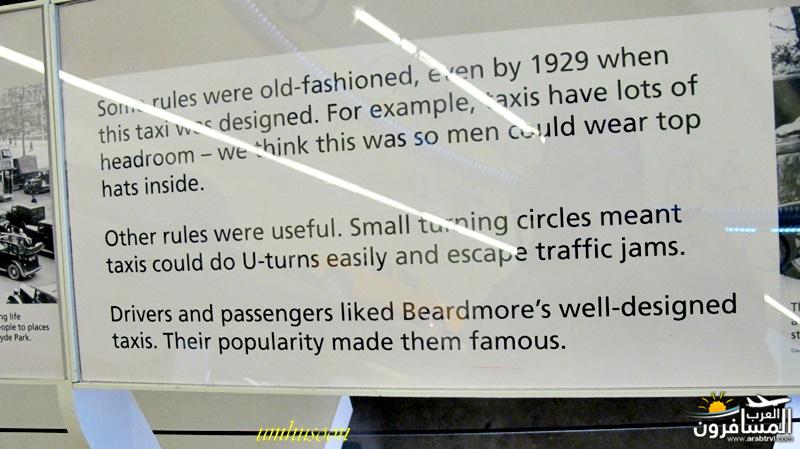 Some rules were old-fashioned, even by 1929 when
this taxi was designed. For example, taxis have lots of
headroom – we think this was so men could wear top
hats inside.
Other rules were useful. Small turning circles meant
taxis could do U-turns easily and escape traffic jams.
Drivers and passengers liked Beardmore's well-designed
taxis. Their popularity made them famous.
ng life
eople to places
yde Park.
umhusoon
العرب
المسافرون
www.arabtrvl.com